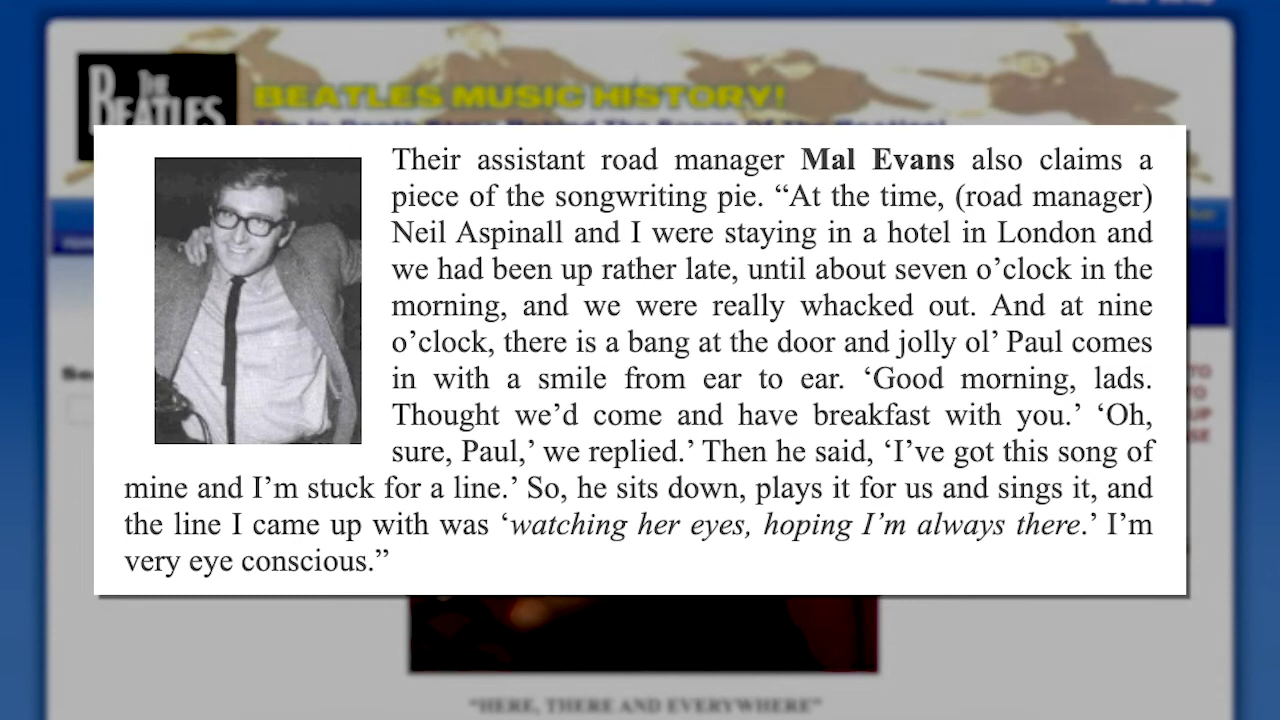 THE
BEATLES
BEATLES MUSIC HISTORY!
Their assistant road manager Mal Evans also claims a
piece of the songwriting pie. “At the time, (road manager)
Neil Aspinall and I were staying in a hotel in London and
we had been up rather late, until about seven o’clock in the
morning, and we were really whacked out. And at nine
o’clock, there is a bang at the door and jolly ol’ Paul comes
in with a smile from ear to ear. ‘Good morning, lads.
Thought we’d come and have breakfast with you.’ ‘Oh,
sure, Paul,’ we replied.’ Then he said, ‘I’ve got this song of
mine and I’m stuck for a line.’ So, he sits down, plays it for us and sings it, and
the line I came up with was ‘watching her eyes, hoping I’m always there.’ I’m
very eye conscious.”
“HERE, THERE AND EVERYWHERE”